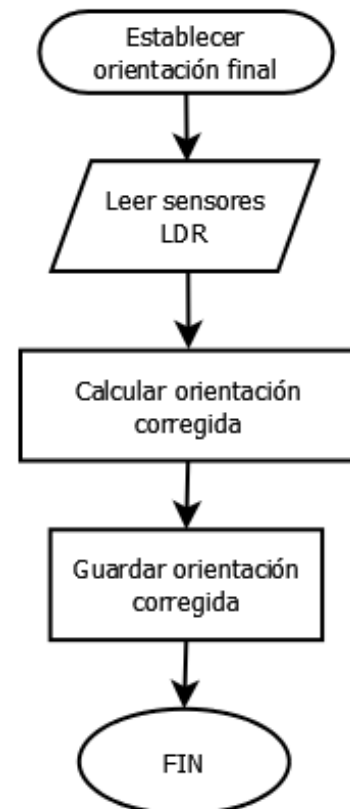 Establecer
orientación final
Leer sensores
LDR
Calcular orientación
corregida
Guardar orientación
corregida
FIN